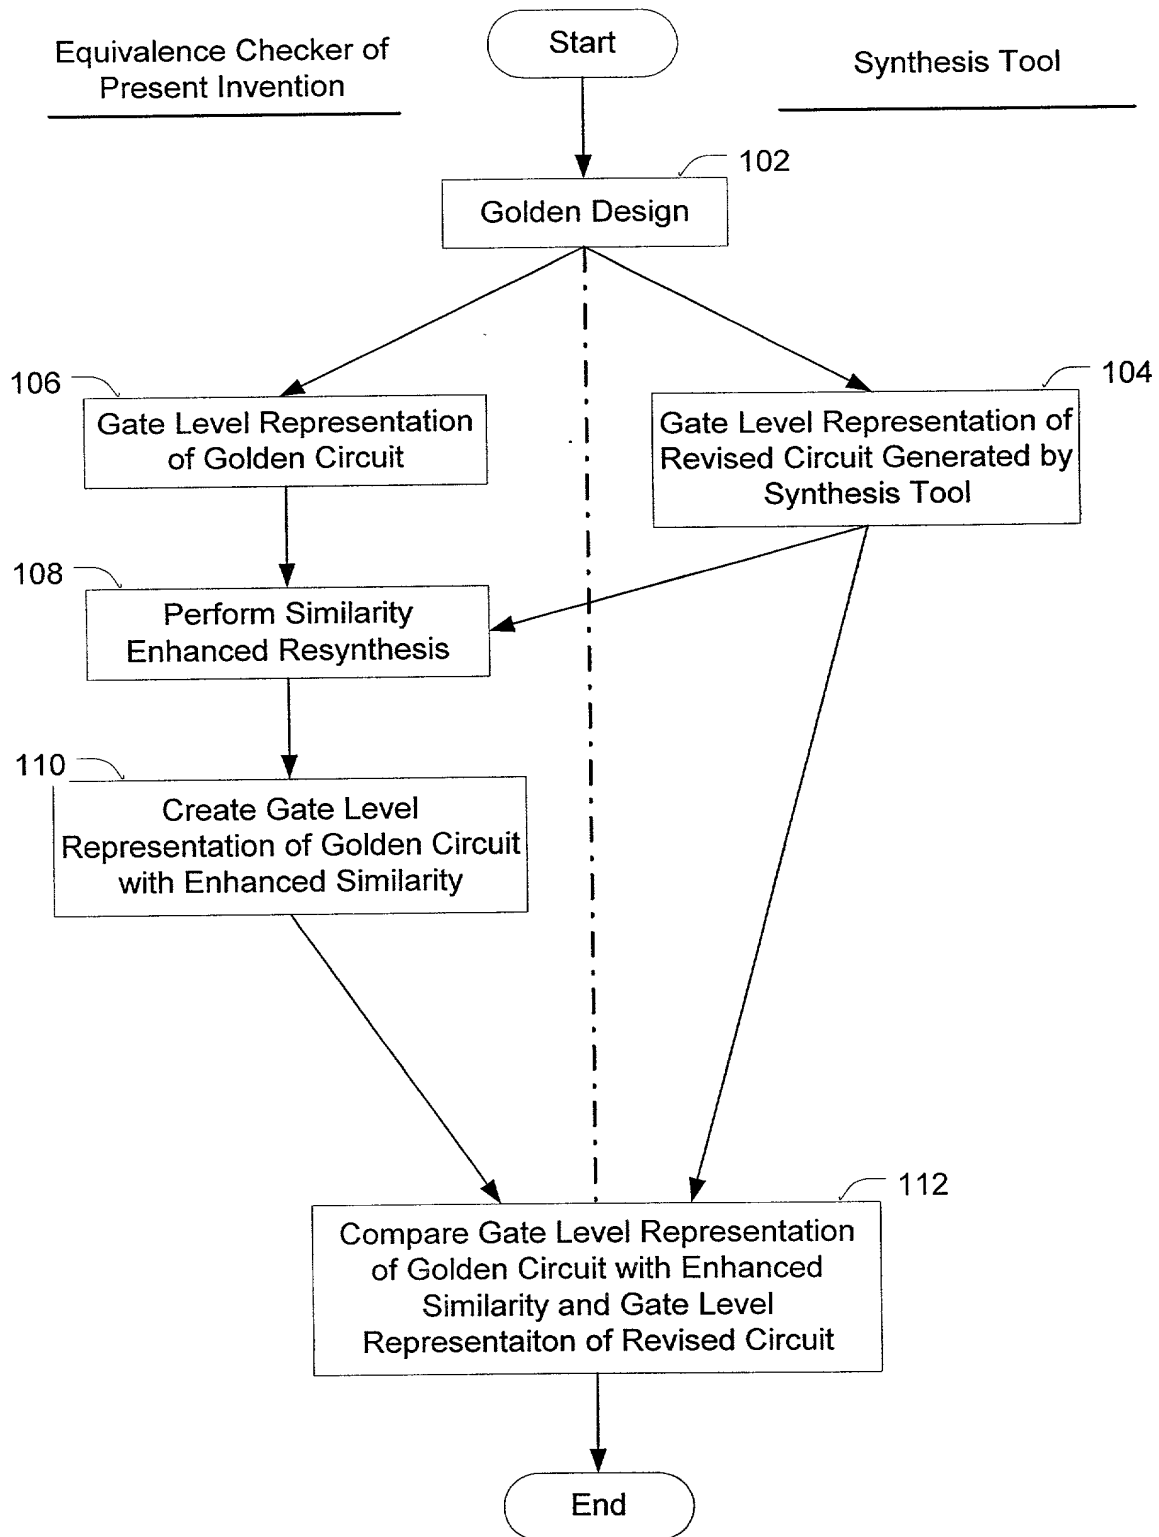 Equivalence Checker of
Present Invention
Start
Synthesis Tool
102
Golden Design
106
Gate Level Representation
of Golden Circuit
104
Gate Level Representation of
Revised Circuit Generated by
Synthesis Tool
108
Perform Similarity
Enhanced Resynthesis
110
Create Gate Level
Representation of Golden Circuit
with Enhanced Similarity
112
Compare Gate Level Representation
of Golden Circuit with Enhanced
Similarity and Gate Level
Representaiton of Revised Circuit
End